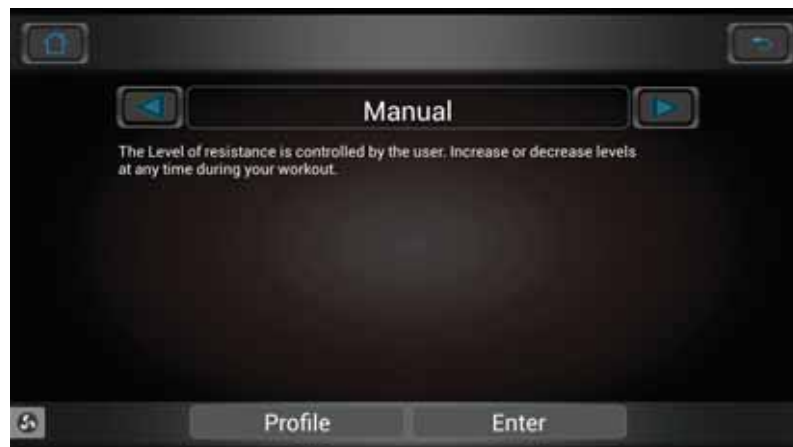 Manual
The Level of resistance is controlled by the user. Increase or decrease levels
at any time during your workout.
Profile
Enter